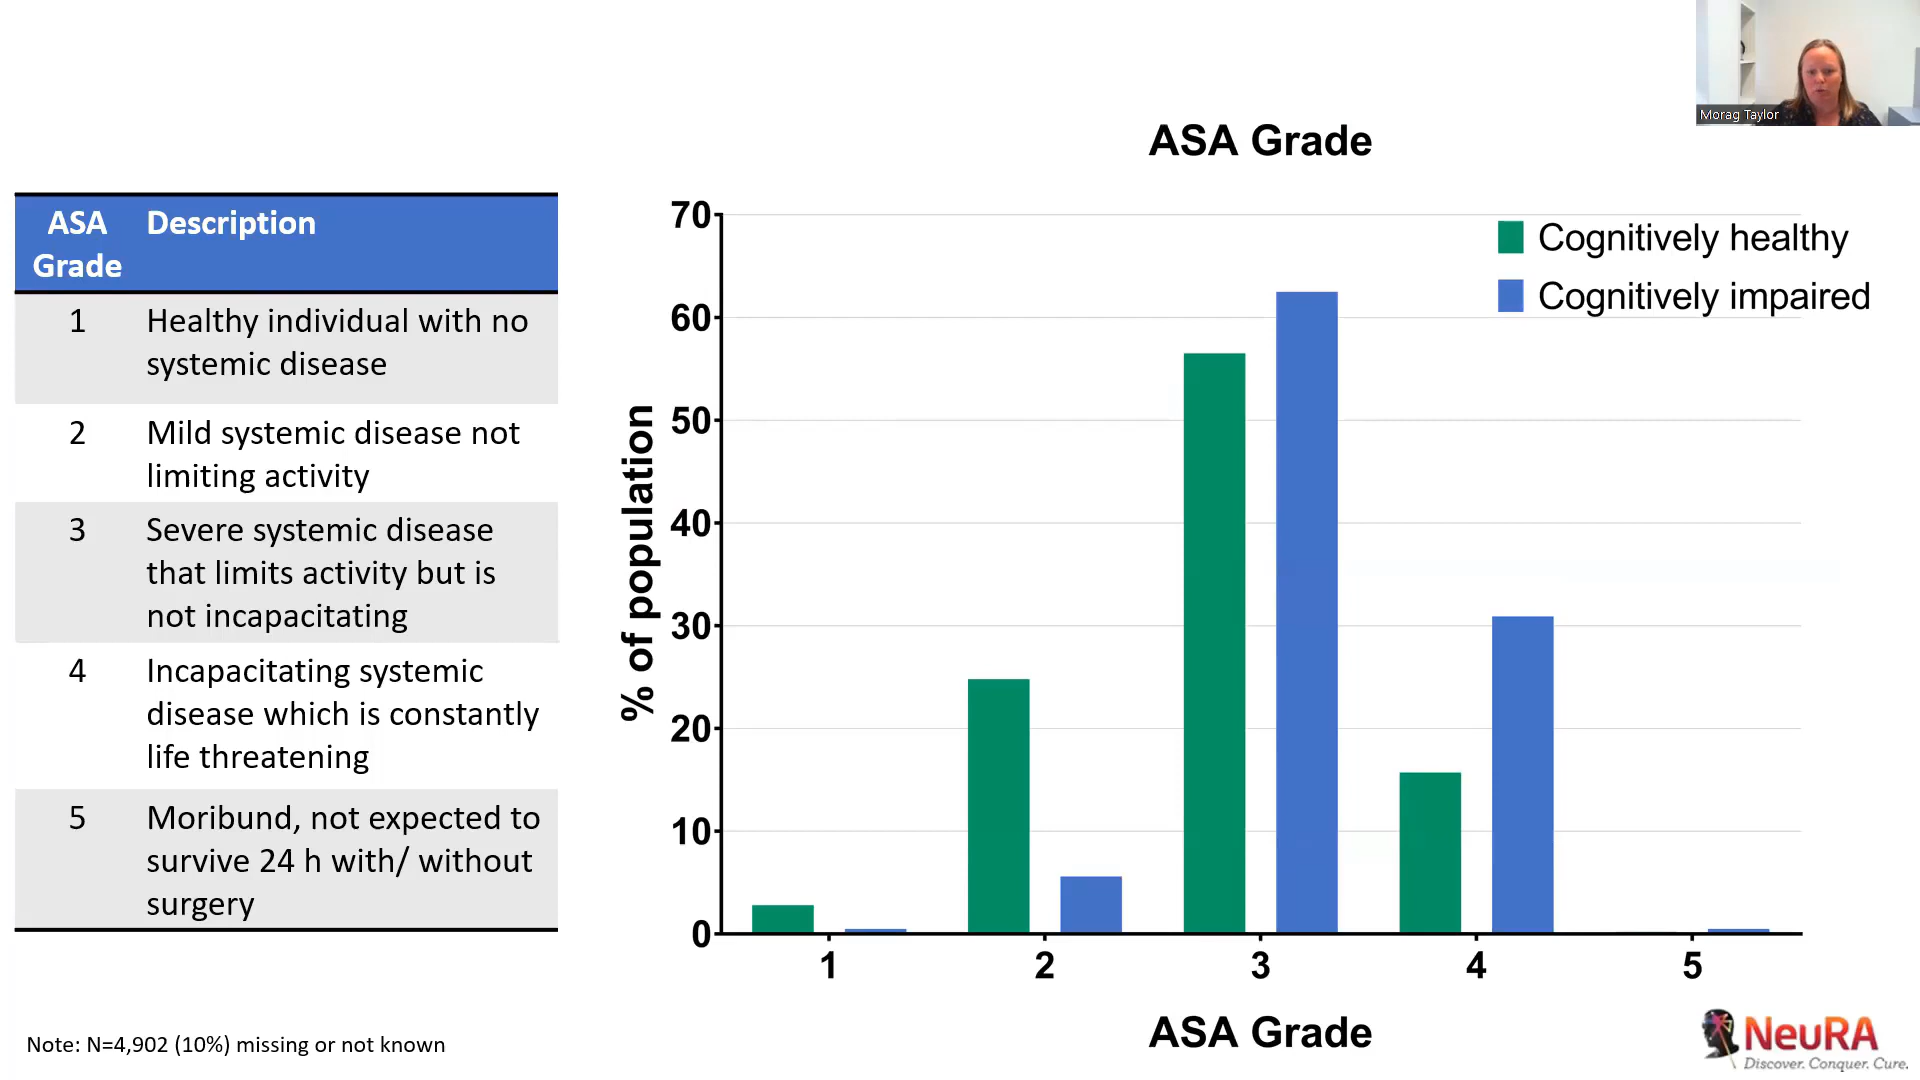 Morag Taylor
ASA Grade
ASA Description
Grade
1 Healthy individual with no
systemic disease
2 Mild systemic disease not
limiting activity
3 Severe systemic disease
that limits activity but is
not incapacitating
4 Incapacitating systemic
disease which is constantly
life threatening
5 Moribund, not expected to
survive 24 h with/ without
surgery
Note: N=4,902 (10%) missing or not known
% of population
70
60
50
40
30
20
10
0
Cognitively healthy
Cognitively impaired
1 2 3 4 5
ASA Grade
NeuRA
Discover. Conquer. Cure.